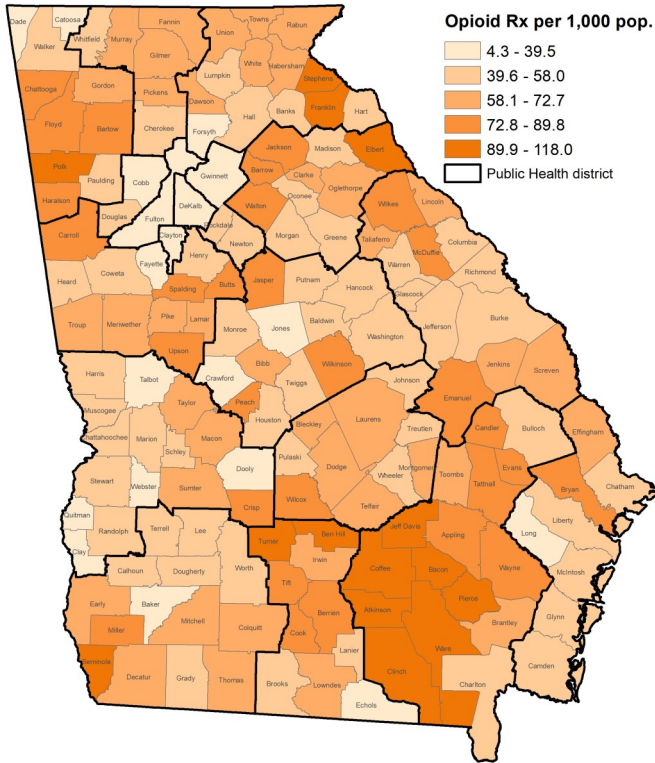 Opioid Rx per 1,000 pop.
4.3 - 39.5
39.6 - 58.0
58.1 - 72.7
72.8 - 89.8
89.9 - 118.0
Public Health district
Dade
Catoosa
Whitfield
Murray
Fannin
Union
Towns
Rabun
Walker
Gilmer
White
Habersham
Stephens
Lumpkin
Chattooga
Gordon
Pickens
Dawson
Hall
Banks
Franklin
Hart
Floyd
Bartow
Cherokee
Forsyth
Jackson
Madison
Elbert
Polk
Paulding
Cobb
Gwinnett
Barrow
Clarke
Oglethorpe
Oconee
Wilkes
Lincoln
Haralson
Douglas
Fulton
DeKalb
Rockdale
Walton
Morgan
Greene
Taliaferro
McDuffie
Columbia
Carroll
Clayton
Newton
Henry
Fayette
Warren
Richmond
Heard
Coweta
Spalding
Butts
Jasper
Putnam
Hancock
Glascock
Jefferson
Burke
Troup
Meriwether
Pike
Lamar
Monroe
Jones
Baldwin
Washington
Upson
Bibb
Wilkinson
Jenkins
Screven
Harris
Talbot
Crawford
Twiggs
Johnson
Emanuel
Muscogee
Taylor
Peach
Houston
Bleckley
Laurens
Treutlen
Candler
Bulloch
Effingham
Chattahoochee
Marion
Macon
Schley
Pulaski
Dodge
Wheeler
Montgomery
Toombs
Evans
Tattnall
Bryan
Chatham
Stewart
Webster
Sumter
Dooly
Crisp
Wilcox
Telfair
Long
Liberty
Quitman
Randolph
Terrell
Lee
Turner
Ben Hill
Jeff Davis
Appling
Clay
Calhoun
Dougherty
Worth
Irwin
Coffee
Bacon
Wayne
McIntosh
Early
Baker
Mitchell
Colquitt
Tift
Berrien
Atkinson
Pierce
Miller
Cook
Ware
Brantley
Glynn
Seminole
Decatur
Grady
Thomas
Brooks
Lowndes
Lanier
Clinch
Echols
Charlton
Camden